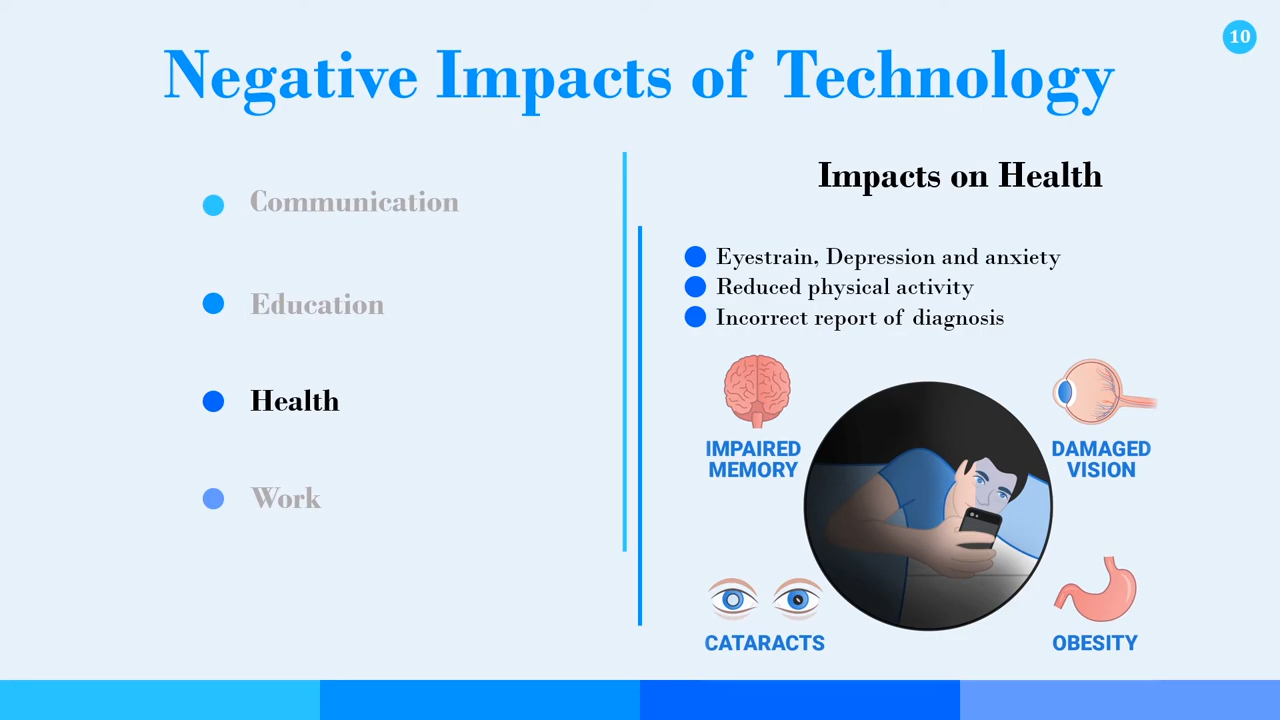 10
Negative Impacts of Technology
Communication
Education
Health
Work
Impacts on Health
Eyestrain, Depression and anxiety
Reduced physical activity
Incorrect report of diagnosis
IMPAIRED
MEMORY
DAMAGED
VISION
CATARACTS
OBESITY